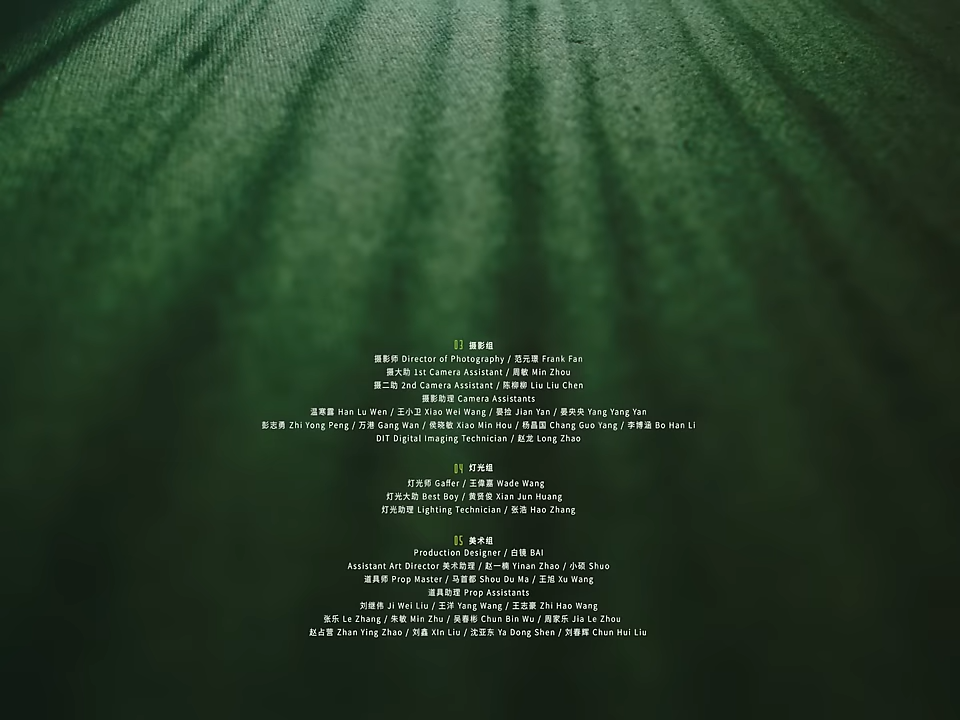 03 摄影组
摄影师 Director of Photography / 范元璟 Frank Fan
摄大助 1st Camera Assistant / 周敏 Min Zhou
摄二助 2nd Camera Assistant / 陈柳柳 Liu Liu Chen
摄影助理 Camera Assistants
温寒露 Han Lu Wen / 王小卫 Xiao Wei Wang / 晏捡 Jian Yan / 晏央央 Yang Yang Yan
彭志勇 Zhi Yong Peng / 万港 Gang Wan / 侯晓敏 Xiao Min Hou / 杨昌国 Chang Guo Yang / 李博涵 Bo Han Li
DIT Digital Imaging Technician / 赵龙 Long Zhao
04 灯光组
灯光师 Gaffer / 王偉嘉 Wade Wang
灯光大助 Best Boy / 黄贤俊 Xian Jun Huang
灯光助理 Lighting Technician / 张浩 Hao Zhang
05 美术组
Production Designer / 白镜 BAI
Assistant Art Director 美术助理 / 赵一楠 Yinan Zhao / 小硕 Shuo
道具师 Prop Master / 马首都 Shou Du Ma / 王旭 Xu Wang
道具助理 Prop Assistants
刘继伟 Ji Wei Liu / 王洋 Yang Wang / 王志豪 Zhi Hao Wang
张乐 Le Zhang / 朱敏 Min Zhu / 吴春彬 Chun Bin Wu / 周家乐 Jia Le Zhou
赵占营 Zhan Ying Zhao / 刘鑫 XIn Liu / 沈亚东 Ya Dong Shen / 刘春辉 Chun Hui Liu